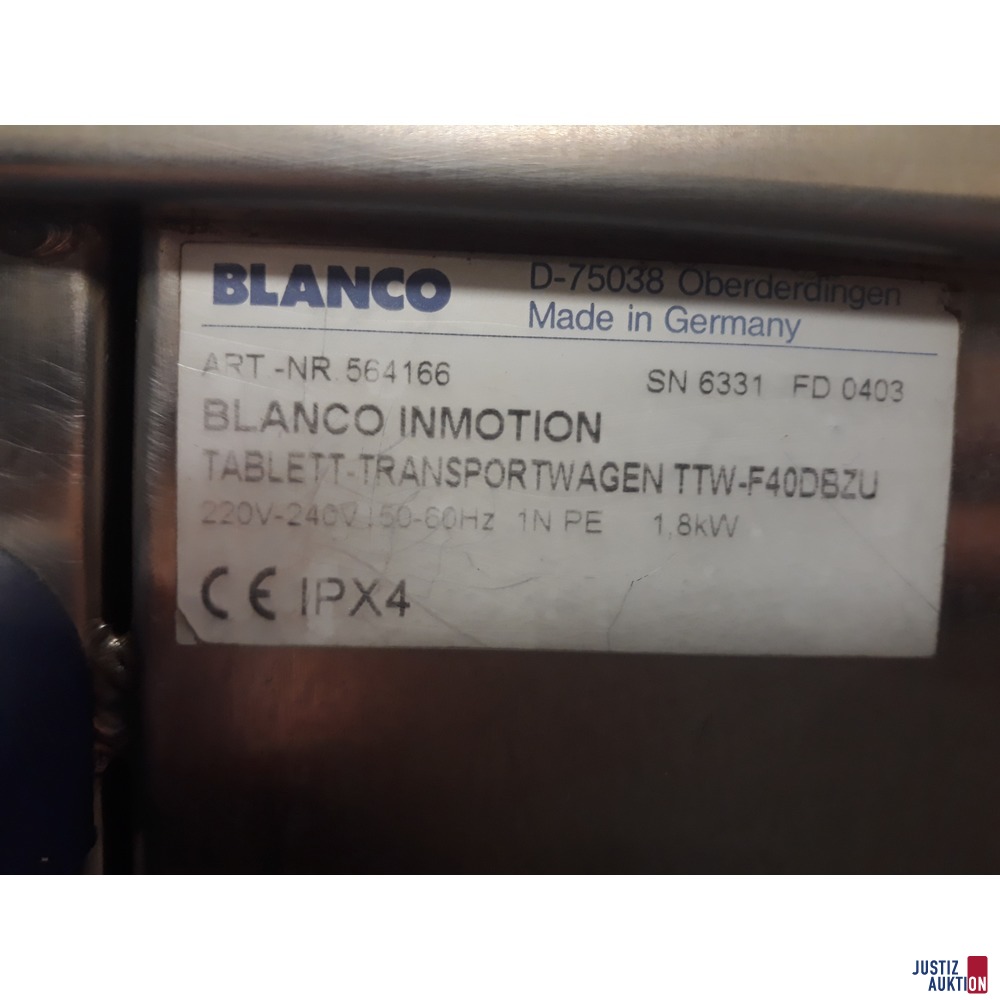 BLANCO
D-75038 Oberderdingen
Made in Germany
ART.-NR. 564166 SN 6331 FD 0403
BLANCO INMOTION
TABLETT-TRANSPORTWAGEN TTW-F40DBZU
220V-240V 50-60Hz 1N PE 1,8kW
CE IPX4
JUSTIZ
AUKTION